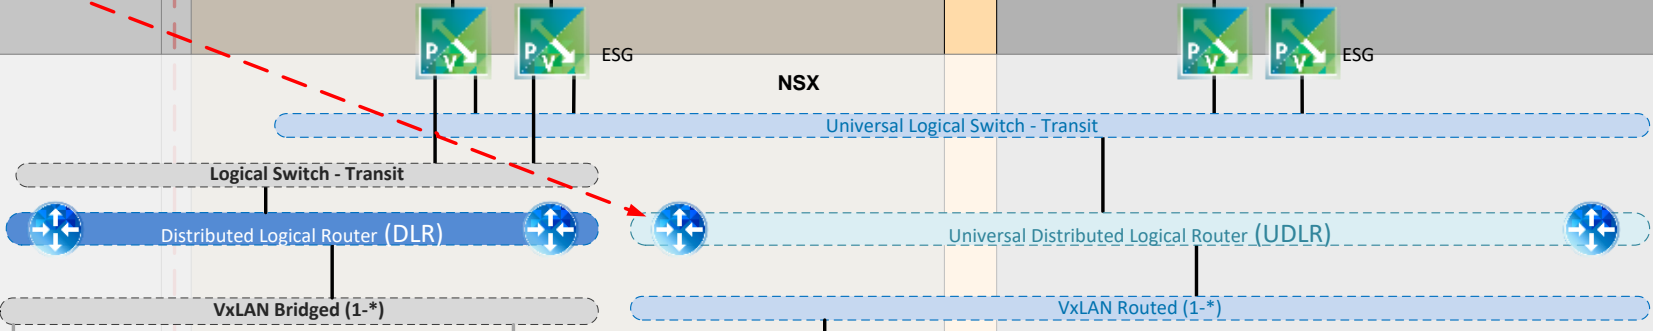 P V
P V
ESG
P V
P V
ESG
NSX
Universal Logical Switch - Transit
Logical Switch - Transit
Distributed Logical Router (DLR)
Universal Distributed Logical Router (UDLR)
VxLAN Bridged (1-*)
VxLAN Routed (1-*)